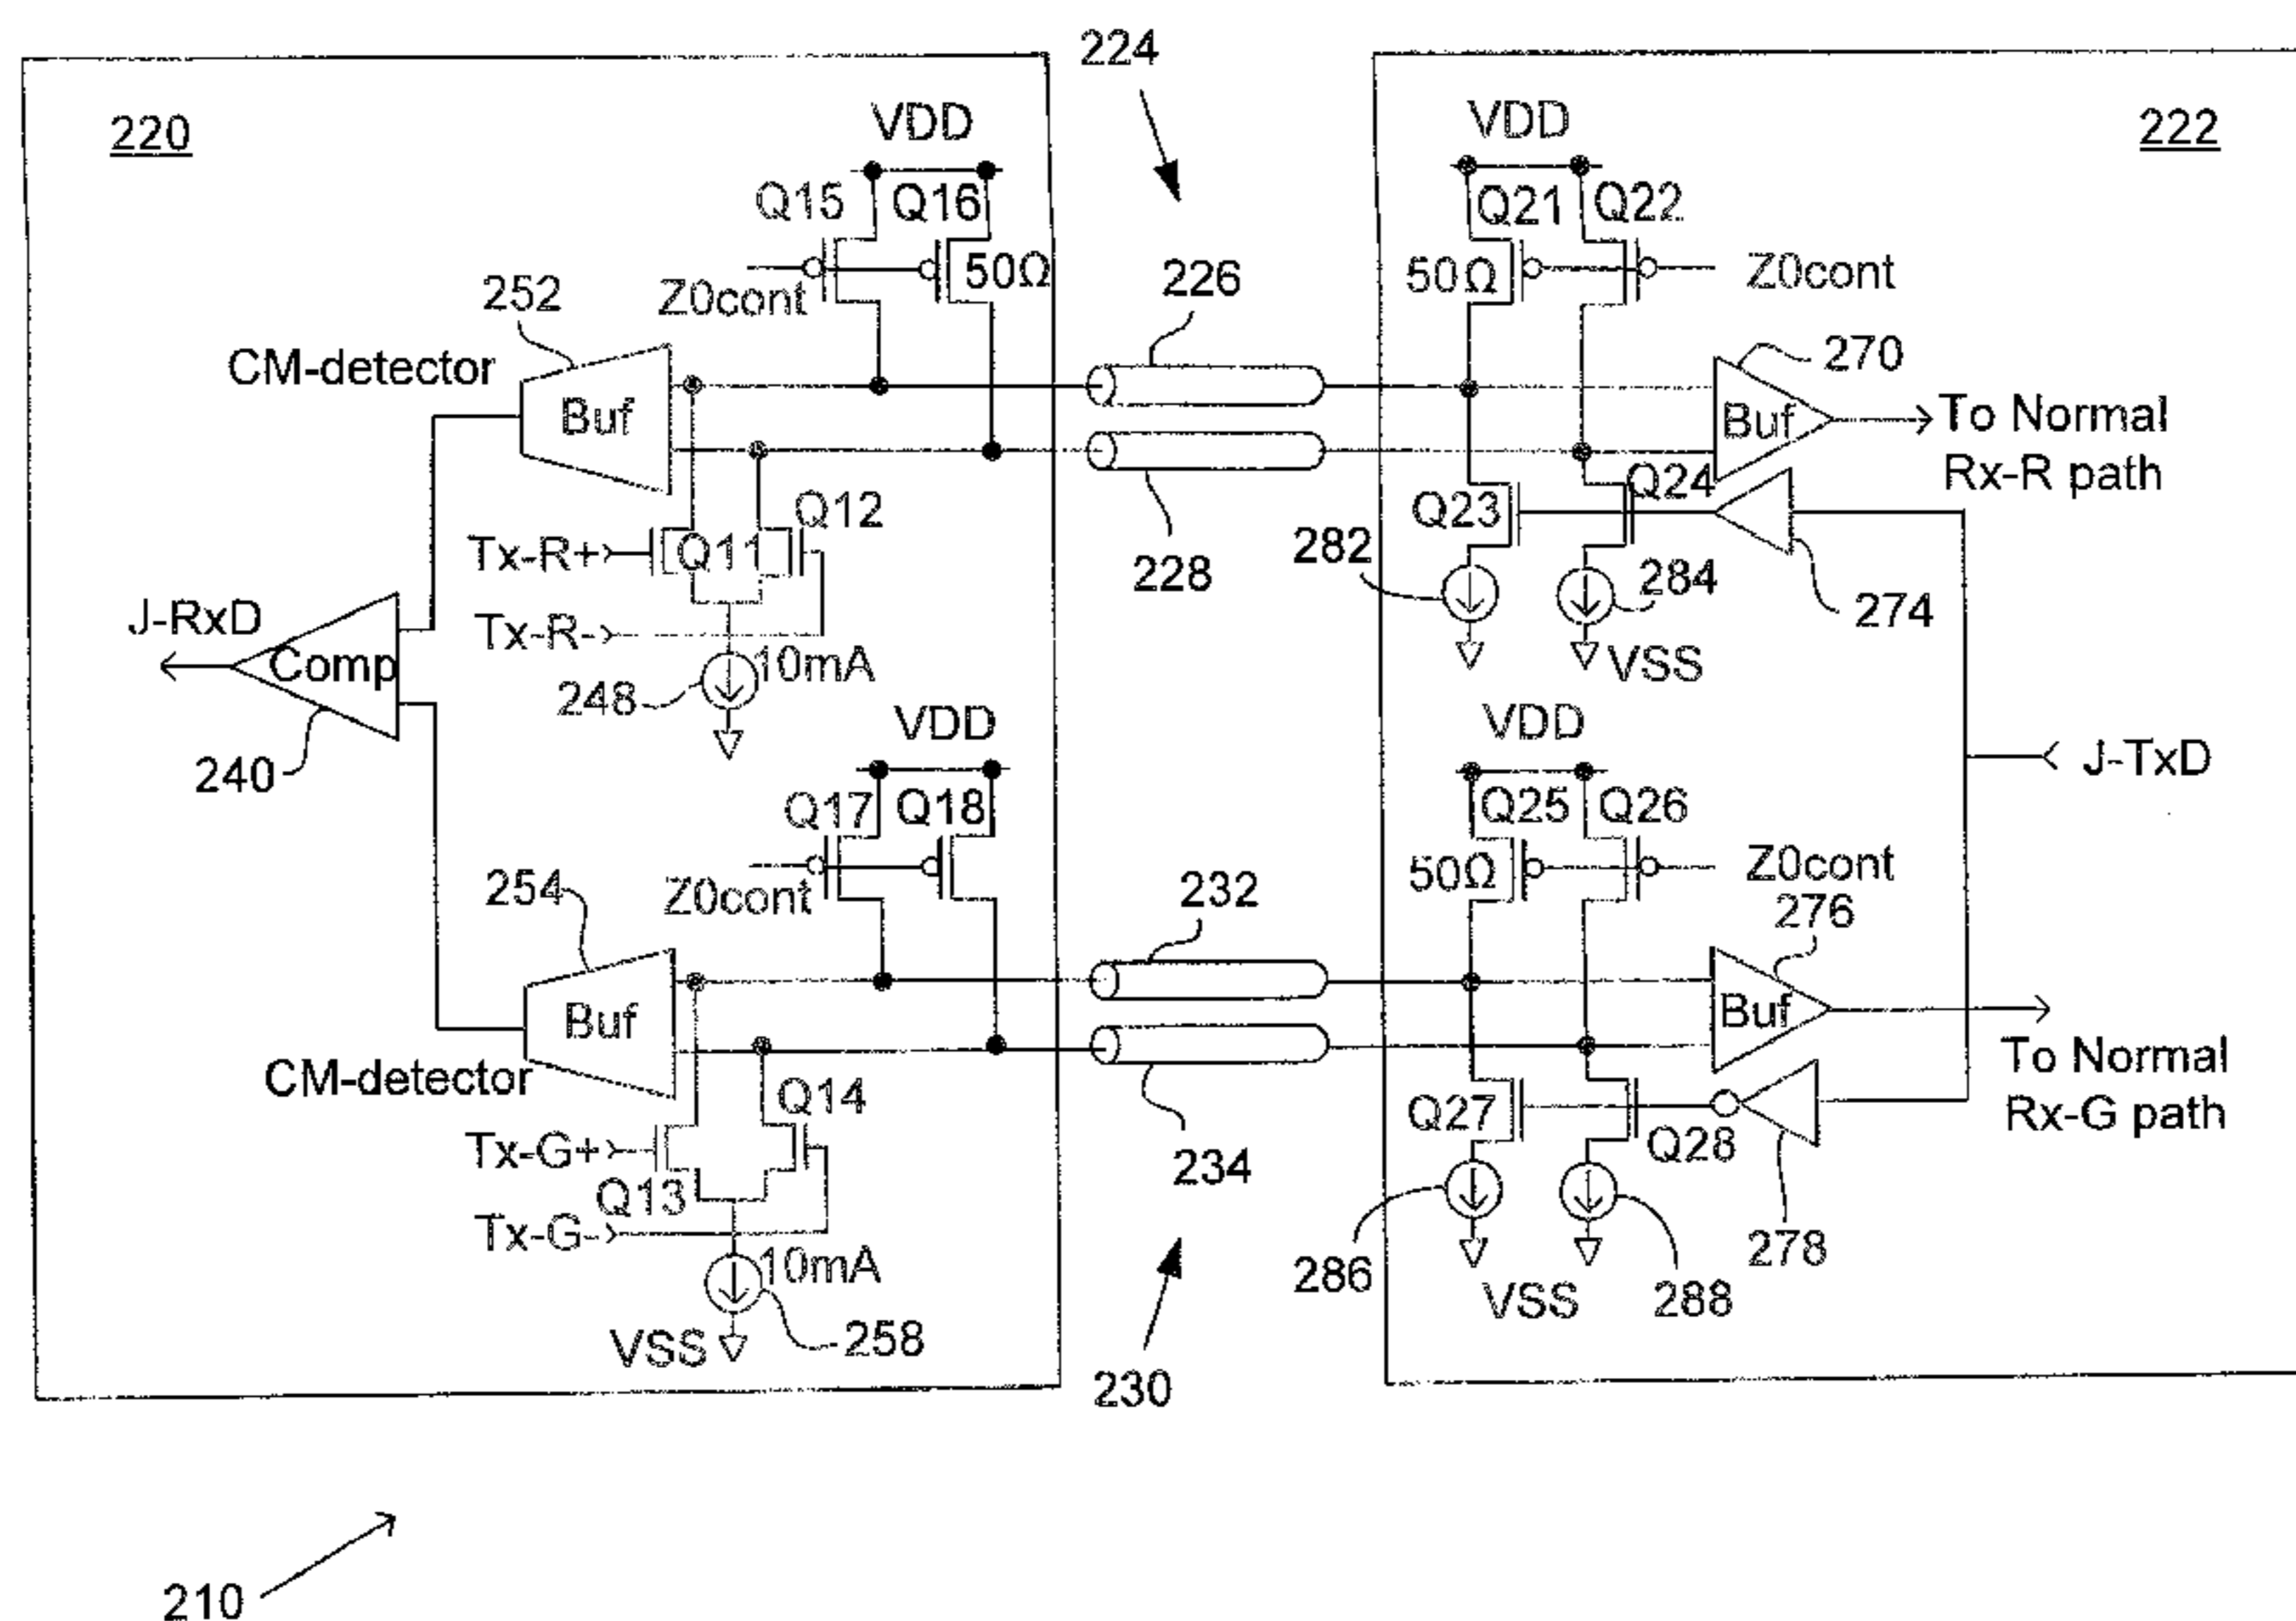 224
220
222
VDD
VDD
Q15
Q16
Q21
Q22
50Ω
50Ω
Z0cont
Z0cont
252
226
270
CM-detector
Buf
Buf
To Normal
Rx-R path
Q12
Q23
Q24
Tx-R+
Q11
282
228
284
274
J-RxD
Tx-R-
Comp
10mA
VSS
248
VDD
VDD
240
J-TxD
Q17
Q18
Q25
Q26
50Ω
Z0cont
Z0cont
254
232
276
Buf
Buf
CM-detector
To Normal
Rx-G path
Q14
Q27
Q28
Tx-G+
Q13
234
Tx-G-
10mA
286
278
VSS
288
VSS
258
230
210